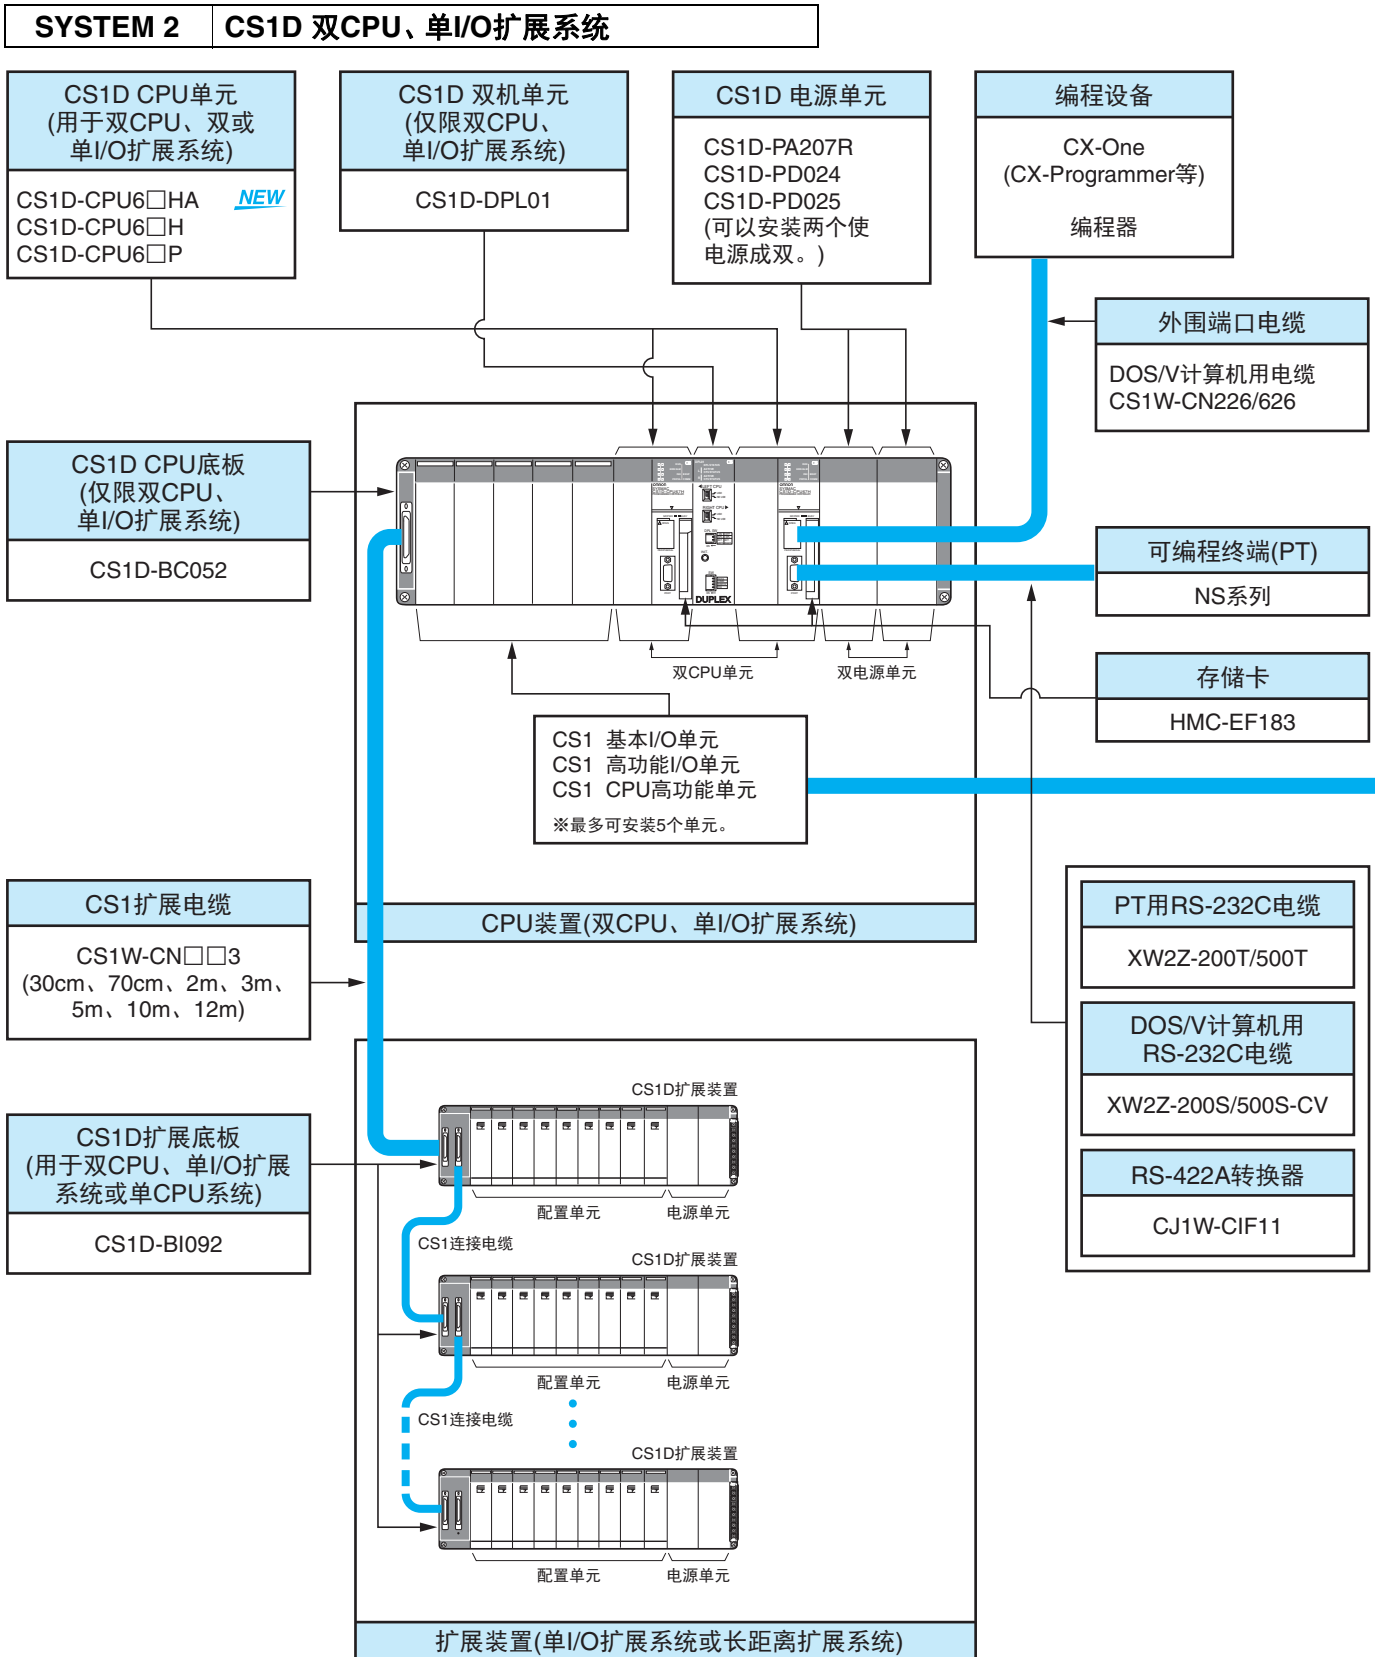 SYSTEM 2 CS1D 双CPU、单I/O扩展系统
CS1D CPU单元
(用于双CPU、双或
单I/O扩展系统)
CS1D-CPU6□HA NEW
CS1D-CPU6□H
CS1D-CPU6□P
CS1D 双机单元
(仅限双CPU、
单I/O扩展系统)
CS1D-DPL01
CS1D 电源单元
CS1D-PA207R
CS1D-PD024
CS1D-PD025
(可以安装两个使
电源成双。)
编程设备
CX-One
(CX-Programmer等)
编程器
外围端口电缆
DOS/V计算机用电缆
CS1W-CN226/626
CS1D CPU底板
(仅限双CPU、
单I/O扩展系统)
CS1D-BC052
LEFT CPU
RIGHT CPU
DUPLEX
可编程终端(PT)
NS系列
双CPU单元
双电源单元
存储卡
HMC-EF183
CS1 基本I/O单元
CS1 高功能I/O单元
CS1 CPU高功能单元
※最多可安装5个单元。
CPU装置(双CPU、单I/O扩展系统)
CS1扩展电缆
CS1W-CN□□3
(30cm、70cm、2m、3m、
5m、10m、12m)
PT用RS-232C电缆
XW2Z-200T/500T
DOS/V计算机用
RS-232C电缆
XW2Z-200S/500S-CV
RS-422A转换器
CJ1W-CIF11
CS1D扩展底板
(用于双CPU、单I/O扩展
系统或单CPU系统)
CS1D-BI092
CS1D扩展装置
配置单元
电源单元
CS1连接电缆
CS1D扩展装置
配置单元
电源单元
CS1连接电缆
CS1D扩展装置
配置单元
电源单元
扩展装置(单I/O扩展系统或长距离扩展系统)